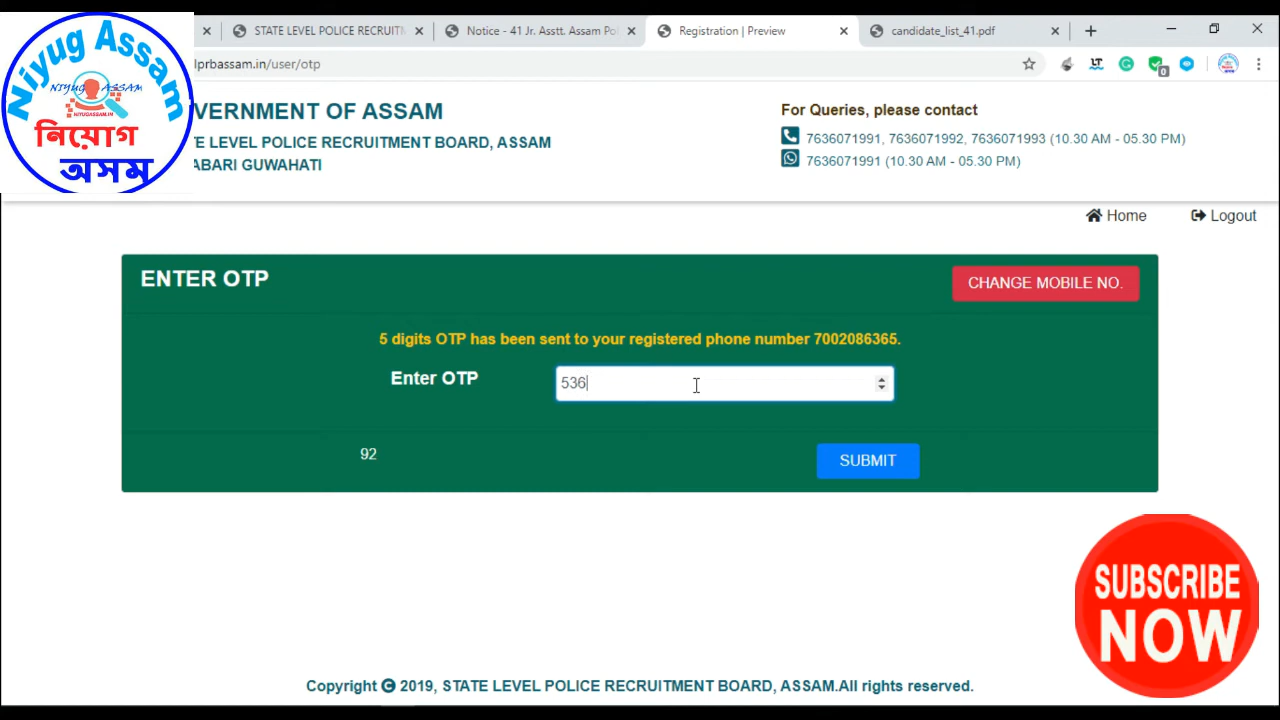 Niyug Assam
NIYUG ASSAM
NIYUGASSAM.IN
নিয়োগ
অসম
STATE LEVEL POLICE RECRUITN
Notice - 41 Jr. Asstt. Assam Pol
Registration | Preview
candidate_list_41.pdf
lprbassam.in/user/otp
VERNMENT OF ASSAM
TE LEVEL POLICE RECRUITMENT BOARD, ASSAM
ABARI GUWAHATI
For Queries, please contact
7636071991, 7636071992, 7636071993 (10.30 AM - 05.30 PM)
7636071991 (10.30 AM - 05.30 PM)
Home
Logout
ENTER OTP
CHANGE MOBILE NO.
5 digits OTP has been sent to your registered phone number 7002086365.
Enter OTP
536
92
SUBMIT
SUBSCRIBE
NOW
Copyright © 2019, STATE LEVEL POLICE RECRUITMENT BOARD, ASSAM.All rights reserved.